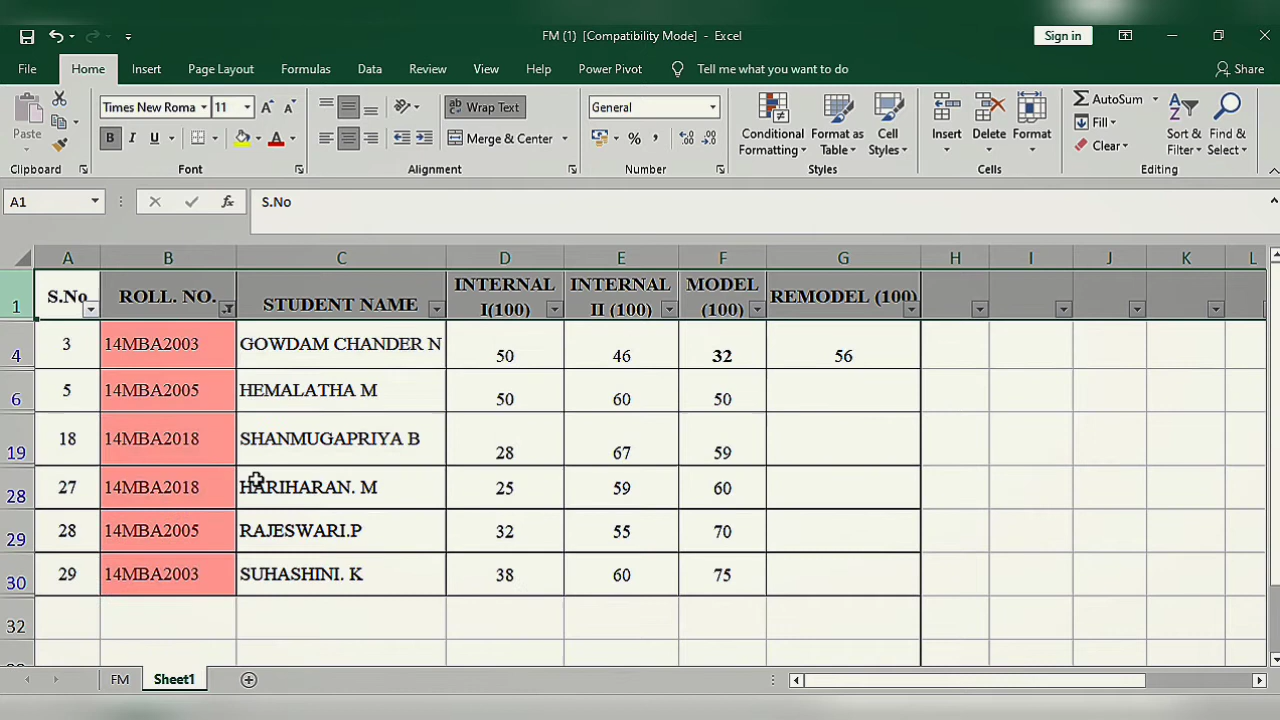 FM (1) [Compatibility Mode] - Excel
Sign in
File Home Insert Page Layout Formulas Data Review View Help Power Pivot Tell me what you want to do Share
Paste
Times New Roma 11
B I U
Wrap Text
Merge & Center
General
Conditional Formatting
Format as Table
Cell Styles
Insert
Delete
Format
AutoSum
Fill
Clear
Sort & Filter
Find & Select
Clipboard Font Alignment Number Styles Cells Editing
A1 fx S.No
A B C D E F G H I J K L
1 S.No ROLL. NO. STUDENT NAME INTERNAL I(100) INTERNAL II (100) MODEL (100) REMODEL (100)
4 3 14MBA2003 GOWDAM CHANDER N 50 46 32 56
6 5 14MBA2005 HEMALATHA M 50 60 50
19 18 14MBA2018 SHANMUGAPRIYA B 28 67 59
28 27 14MBA2018 HARIHARAN. M 25 59 60
29 28 14MBA2005 RAJESWARI.P 32 55 70
30 29 14MBA2003 SUHASHINI. K 38 60 75
32
FM Sheet1